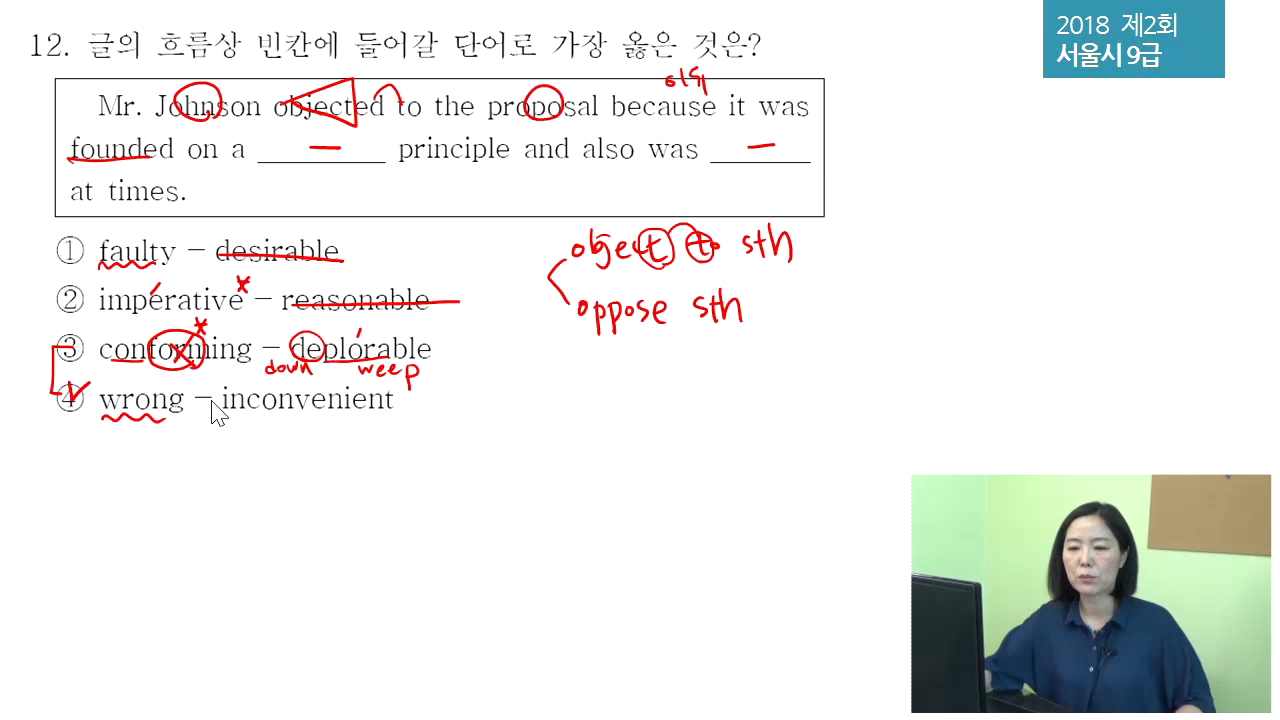 2018 제2회
서울시 9급
12. 글의 흐름상 빈칸에 들어갈 단어로 가장 옳은 것은?
이유
Mr. Johnson objected to the proposal because it was
founded on a ________ principle and also was ________
at times.
① faulty - desirable
② imperative - reasonable
③ conforming - deplorable
down weep
④ wrong - inconvenient
object to sth
oppose sth